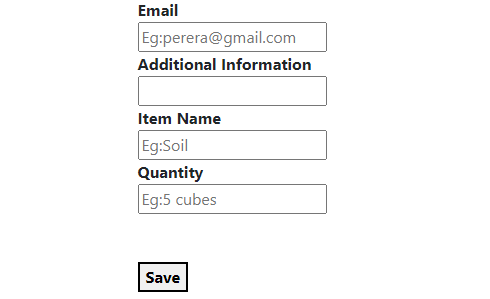 Email
Eg:perera@gmail.com
Additional Information
Item Name
Eg:Soil
Quantity
Eg:5 cubes
Save